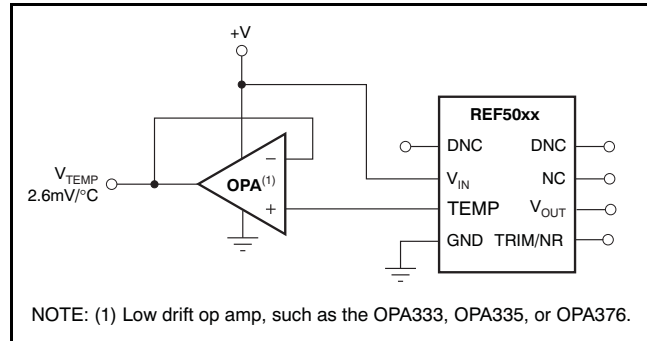 +V
REF50xx
DNC
DNC
V_IN
NC
TEMP
V_OUT
GND
TRIM/NR
V_TEMP
2.6mV/°C
OPA(1)
−
+
NOTE: (1) Low drift op amp, such as the OPA333, OPA335, or OPA376.